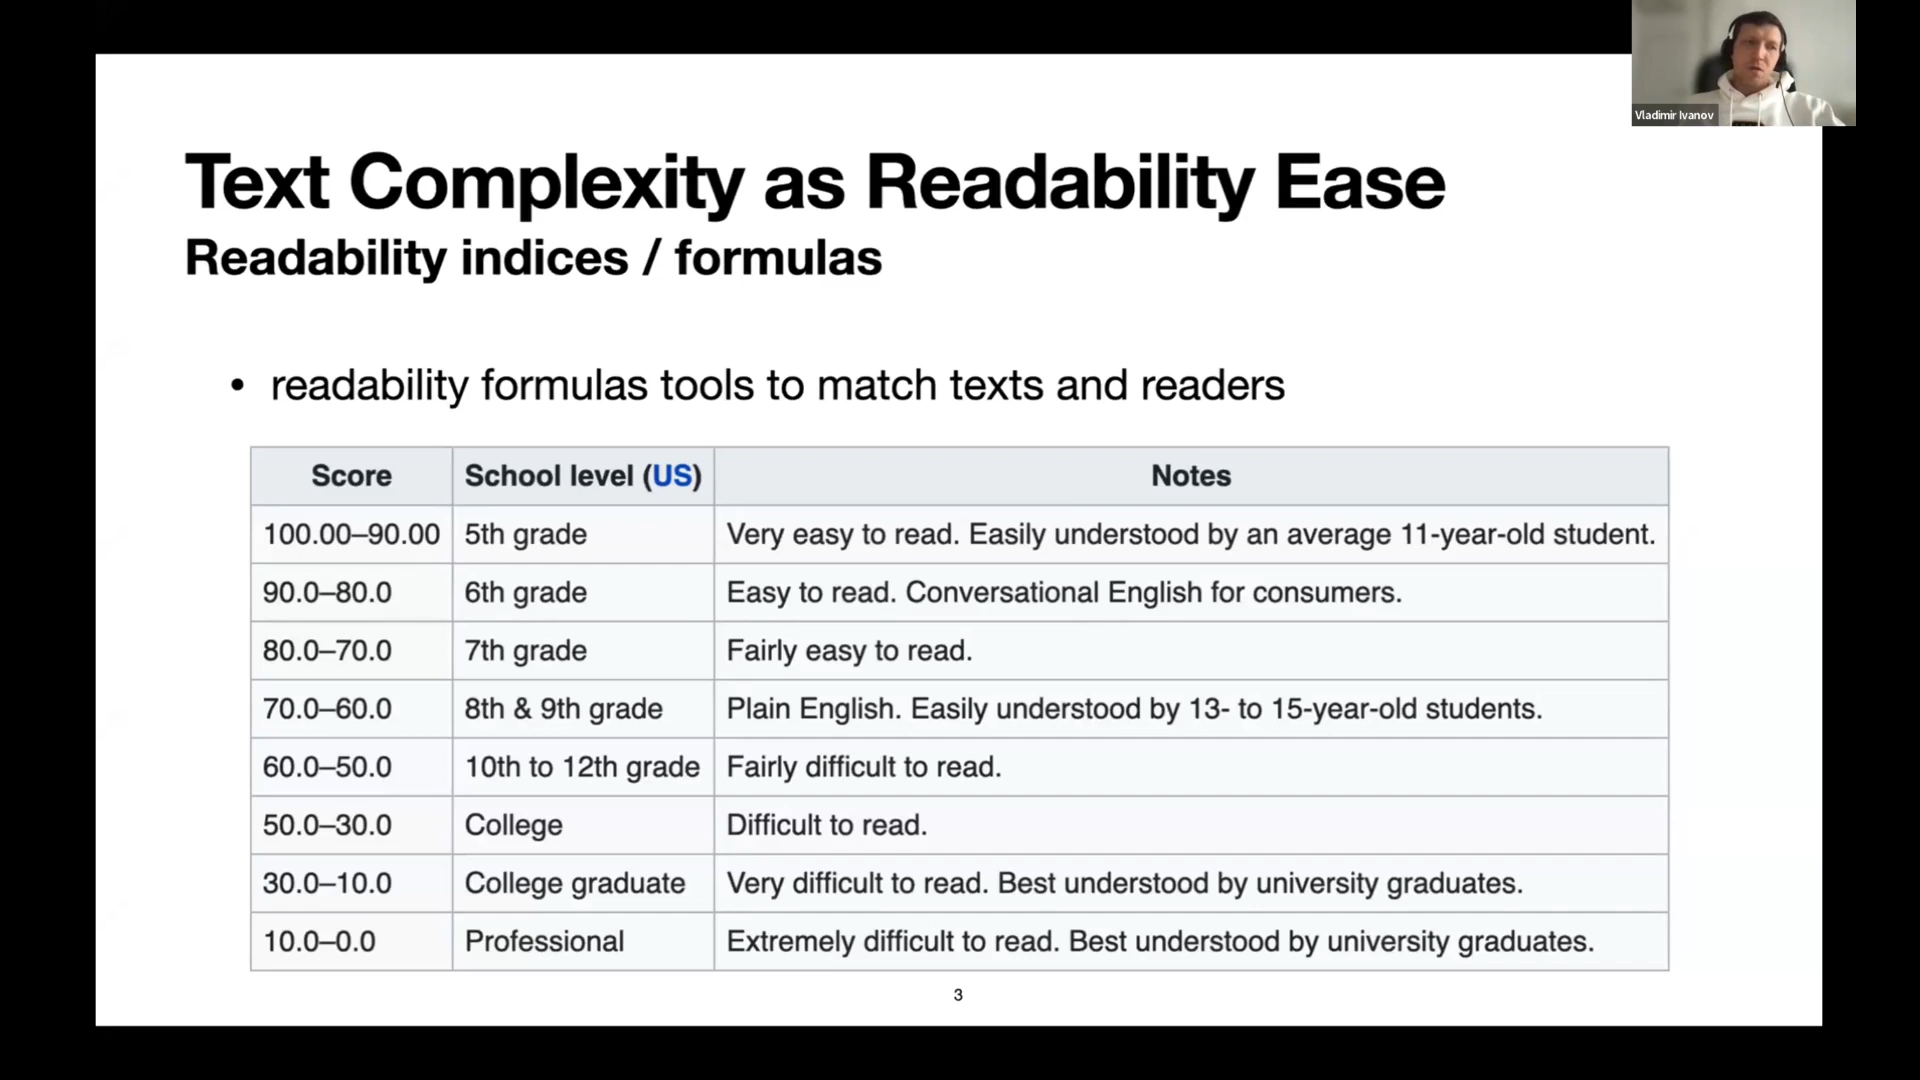 Vladimir Ivanov
Text Complexity as Readability Ease
Readability indices / formulas
• readability formulas tools to match texts and readers
Score School level (US) Notes
100.00–90.00 5th grade Very easy to read. Easily understood by an average 11-year-old student.
90.0–80.0 6th grade Easy to read. Conversational English for consumers.
80.0–70.0 7th grade Fairly easy to read.
70.0–60.0 8th & 9th grade Plain English. Easily understood by 13- to 15-year-old students.
60.0–50.0 10th to 12th grade Fairly difficult to read.
50.0–30.0 College Difficult to read.
30.0–10.0 College graduate Very difficult to read. Best understood by university graduates.
10.0–0.0 Professional Extremely difficult to read. Best understood by university graduates.
3